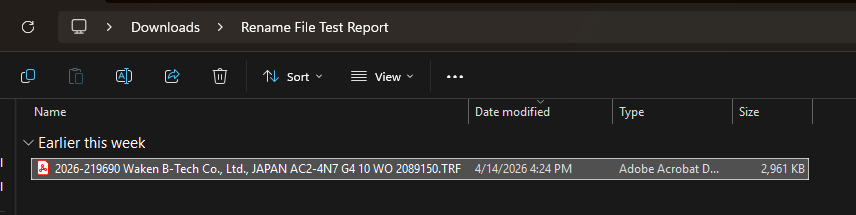 Downloads > Rename File Test Report
Sort View ...
Name Date modified Type Size
Earlier this week
2026-219690 Waken B-Tech Co., Ltd., JAPAN AC2-4N7 G4 10 WO 2089150.TRF 4/14/2026 4:24 PM Adobe Acrobat D... 2,961 KB